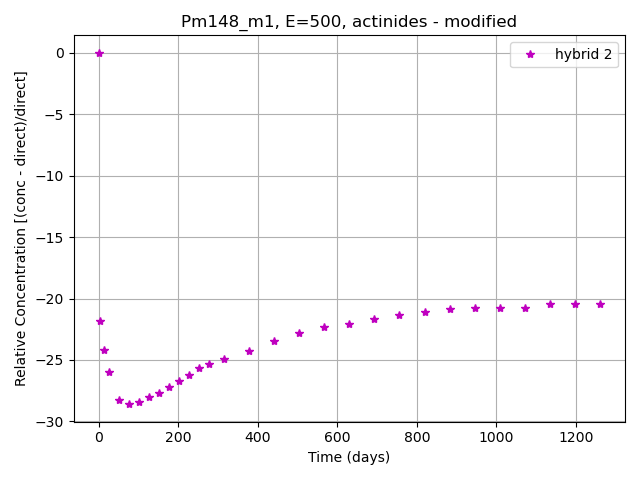 Pm148_m1, E=500, actinides - modified
hybrid 2
Relative Concentration [(conc - direct)/direct]
0
−5
−10
−15
−20
−25
−30
0 200 400 600 800 1000 1200
Time (days)